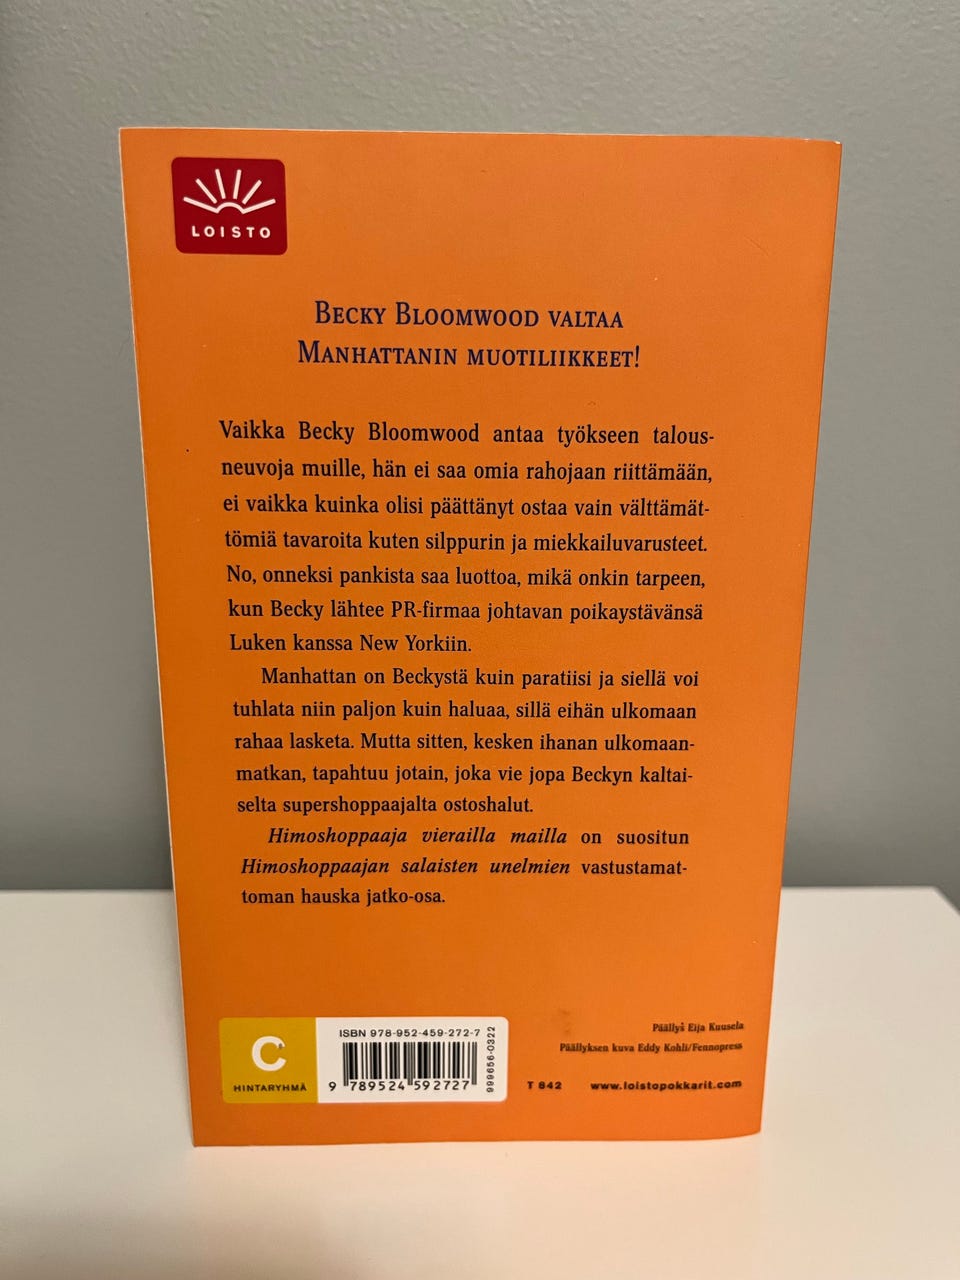 LOISTO
BECKY BLOOMWOOD VALTAA
MANHATTANIN MUOTILIIKKEET!
Vaikka Becky Bloomwood antaa työkseen talous-
neuvoja muille, hän ei saa omia rahojaan riittämään,
ei vaikka kuinka olisi päättänyt ostaa vain välttämät-
tömiä tavaroita kuten silppurin ja miekkailuvarusteet.
No, onneksi pankista saa luottoa, mikä onkin tarpeen,
kun Becky lähtee PR-firmaa johtavan poikaystävänsä
Luken kanssa New Yorkiin.
Manhattan on Beckystä kuin paratiisi ja siellä voi
tuhlata niin paljon kuin haluaa, sillä eihän ulkomaan
rahaa lasketa. Mutta sitten, kesken ihanan ulkomaan-
matkan, tapahtuu jotain, joka vie jopa Beckyn kaltai-
selta supershoppaajalta ostoshalut.
Himoshoppaaja vierailla mailla on suositun
Himoshoppaajan salaisten unelmien vastustamat-
toman hauska jatko-osa.
C
HINTARYHMÄ
ISBN 978-952-459-272-7
9 789524 592727
999656-0322
Päällys Eija Kuusela
Päällyksen kuva Eddy Kohli/Fennopress
T 842 www.loistopokkarit.com